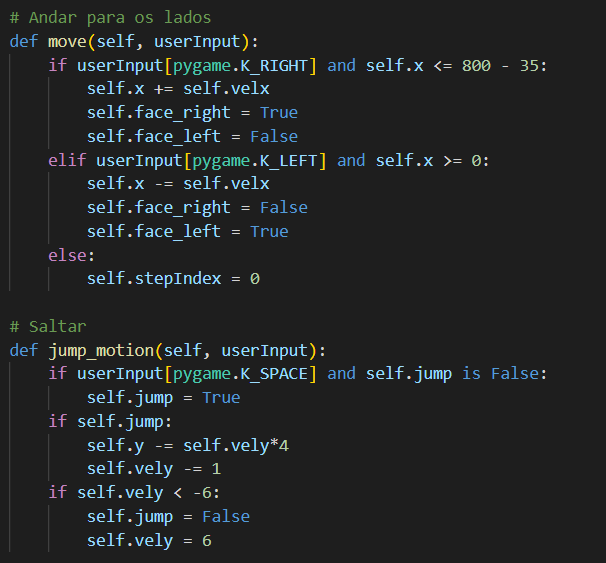 # Andar para os lados
def move(self, userInput):
    if userInput[pygame.K_RIGHT] and self.x <= 800 - 35:
        self.x += self.velx
        self.face_right = True
        self.face_left = False
    elif userInput[pygame.K_LEFT] and self.x >= 0:
        self.x -= self.velx
        self.face_right = False
        self.face_left = True
    else:
        self.stepIndex = 0

# Saltar
def jump_motion(self, userInput):
    if userInput[pygame.K_SPACE] and self.jump is False:
        self.jump = True
    if self.jump:
        self.y -= self.vely*4
        self.vely -= 1
    if self.vely < -6:
        self.jump = False
        self.vely = 6